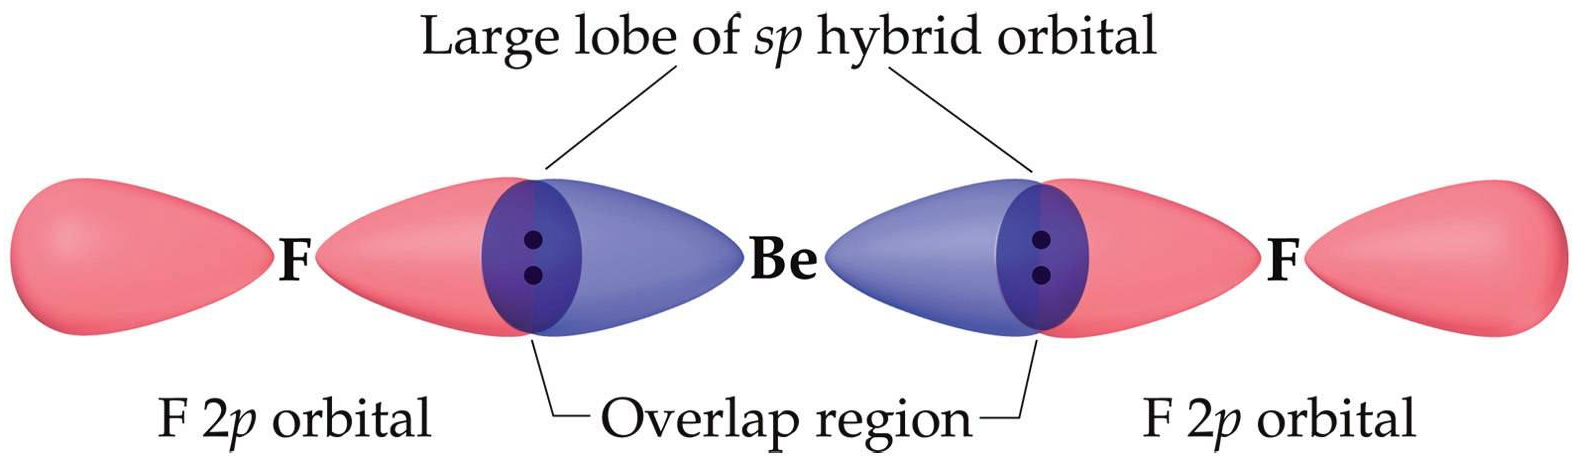 Large lobe of sp hybrid orbital
F Be F
F 2p orbital Overlap region F 2p orbital